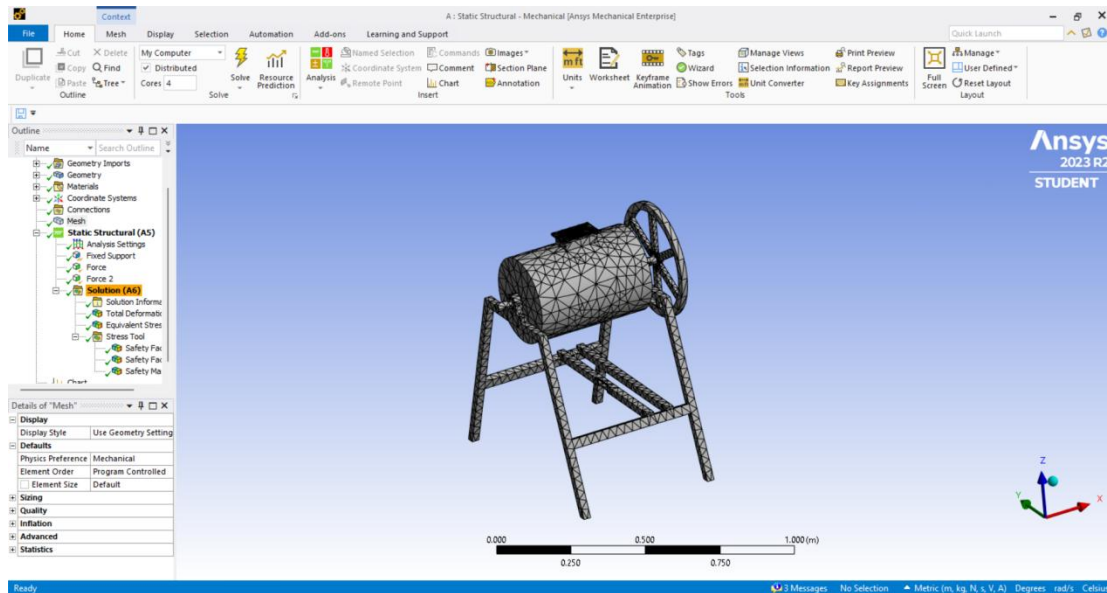 Context
A : Static Structural - Mechanical [Ansys Mechanical Enterprise]
File Home Mesh Display Selection Automation Add-ons Learning and Support
Quick Launch
Duplicate
Cut
Copy
Paste
Delete
Find
Tree
Outline
My Computer
Distributed
Cores 4
Solve
Resource Prediction
Solve
Analysis
Named Selection
Coordinate System
Remote Point
Commands
Comment
Chart
Images
Section Plane
Annotation
Insert
Units
Worksheet
Keyframe Animation
Tags
Wizard
Show Errors
Manage Views
Selection Information
Unit Converter
Print Preview
Report Preview
Key Assignments
Tools
Full Screen
Manage
User Defined
Reset Layout
Layout
Outline
Name
Search Outline
Geometry Imports
Geometry
Materials
Coordinate Systems
Connections
Mesh
Static Structural (A5)
Analysis Settings
Fixed Support
Force
Force 2
Solution (A6)
Solution Informa
Total Deformatic
Equivalent Stres
Stress Tool
Safety Fac
Safety Fac
Safety Ma
Chart
Details of "Mesh"
Display
Display Style Use Geometry Setting
Defaults
Physics Preference Mechanical
Element Order Program Controlled
Element Size Default
Sizing
Quality
Inflation
Advanced
Statistics
Ansys
2023 R2
STUDENT
Z
Y
X
0.000 0.500 1.000 (m)
0.250 0.750
Ready
3 Messages No Selection Metric (m, kg, N, s, V, A) Degrees rad/s Celsius